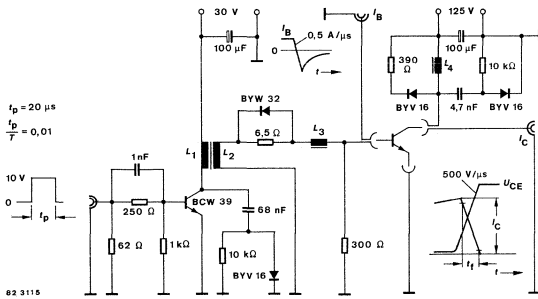 30 V
100 µF
I_B
0,5 A/µs
0
t
I_B
125 V
100 µF
390 Ω
L4
10 kΩ
BYV 16
4,7 nF
BYV 16
t_p = 20 µs
t_p/T = 0,01
BYW 32
6,5 Ω
L1
L2
L3
I_C
10 V
0
t_p
1 nF
250 Ω
BCW 39
62 Ω
1 kΩ
68 nF
10 kΩ
BYV 16
300 Ω
500 V/µs
U_CE
I_C
t_f
t
82 3115